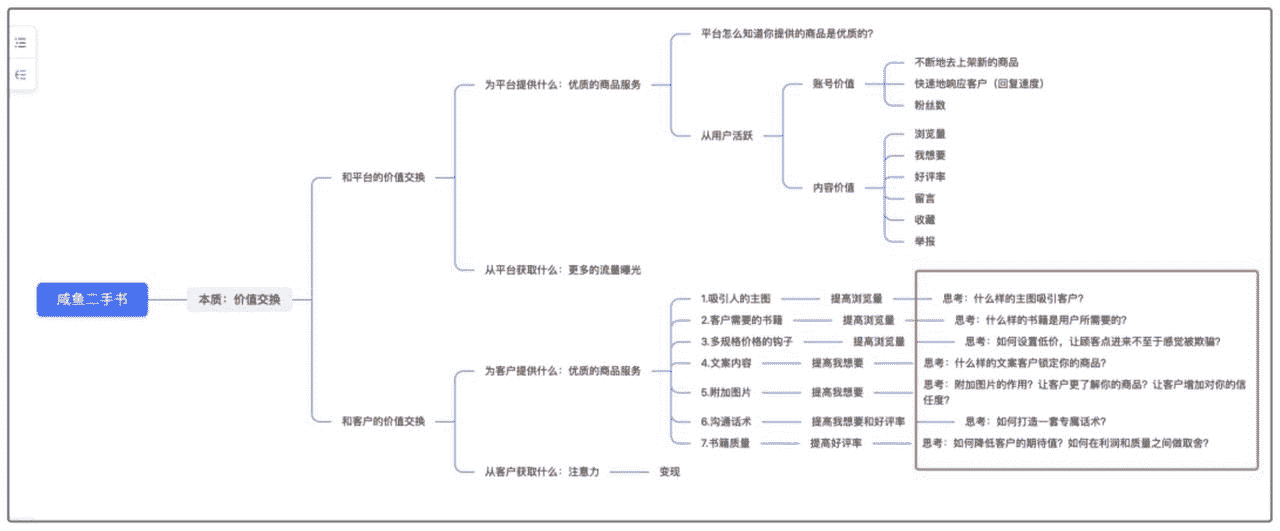 咸鱼二手书
本质：价值交换
和平台的价值交换
为平台提供什么：优质的商品服务
平台怎么知道你提供的商品是优质的？
从用户活跃
账号价值
不断地去上架新的商品
快速地响应客户（回复速度）
粉丝数
内容价值
浏览量
我想要
好评率
留言
收藏
举报
从平台获取什么：更多的流量曝光
和客户的价值交换
为客户提供什么：优质的商品服务
1.吸引人的主图 提高浏览量 思考：什么样的主图吸引客户？
2.客户需要的书籍 提高浏览量 思考：什么样的书籍是用户所需要的？
3.多规格价格的钩子 提高浏览量 思考：如何设置低价，让顾客点进来不至于感觉被欺骗？
4.文案内容 提高我想要 思考：什么样的文案客户锁定你的商品？
5.附加图片 提高我想要 思考：附加图片的作用？让客户更了解你的商品？让客户增加对你的信
任度？
6.沟通话术 提高我想要和好评率 思考：如何打造一套专属话术？
7.书籍质量 提高好评率 思考：如何降低客户的期待值？如何在利润和质量之间做取舍？
从客户获取什么：注意力 变现